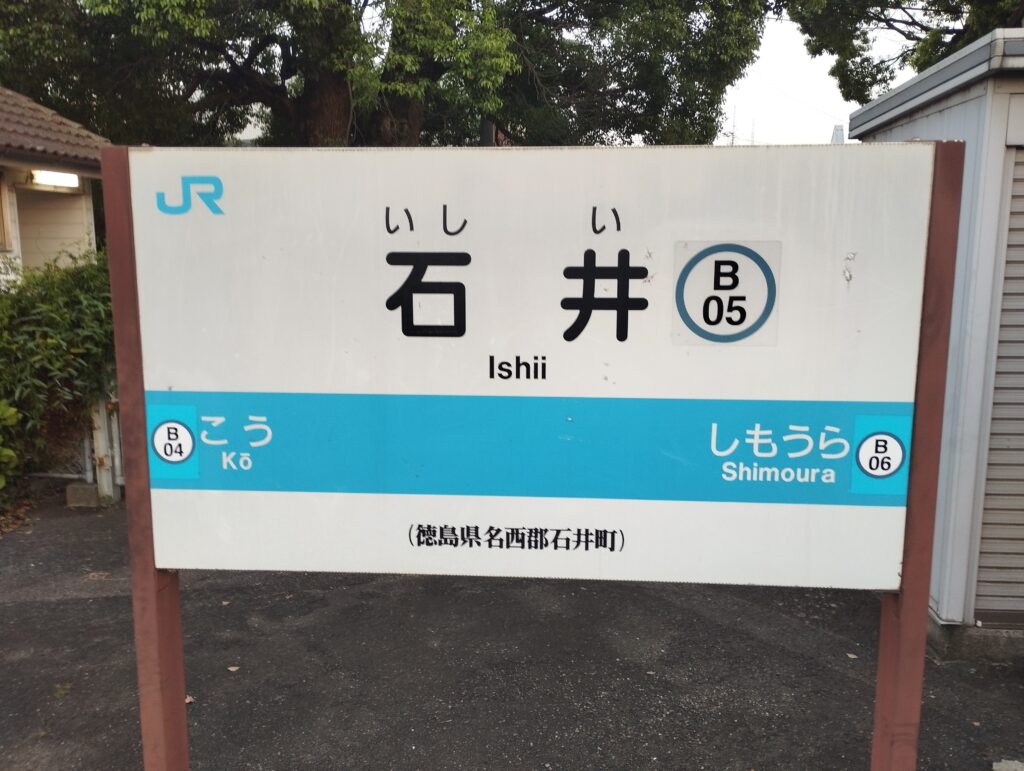 JR
いし い
石 井
B
05
Ishii
B
04
こう
Kō
しもうら
Shimoura
B
06
(徳島県名西郡石井町)